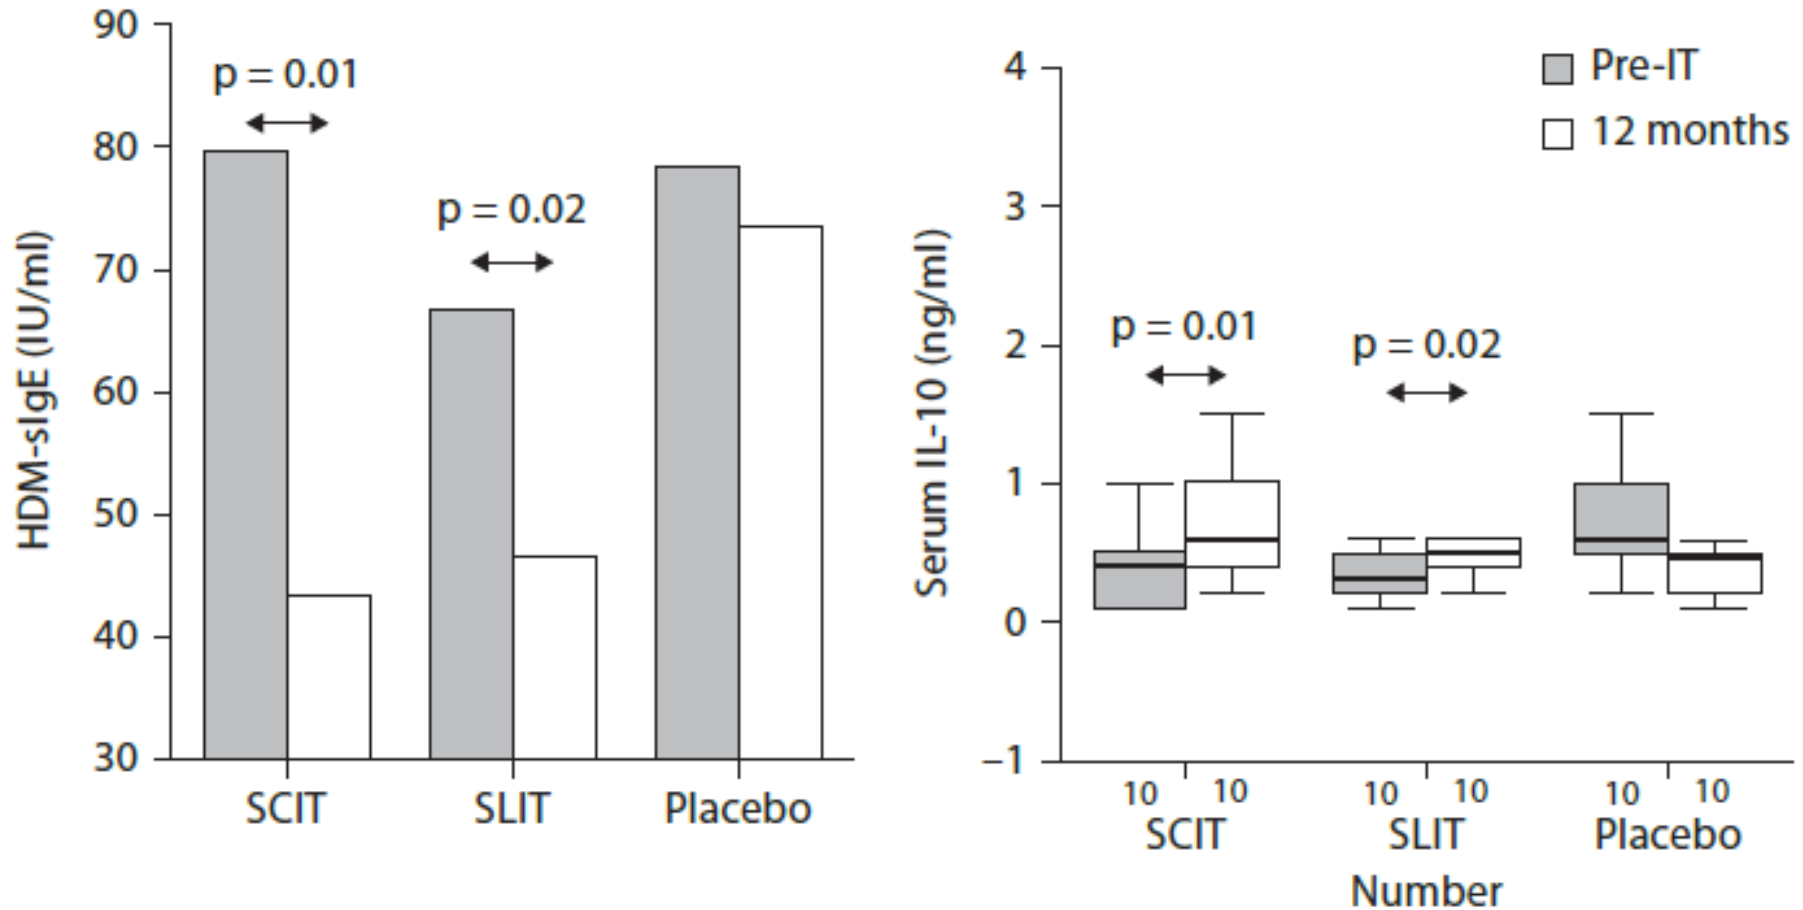 HDM-sIgE (IU/ml)
90
80
70
60
50
40
30
p = 0.01
p = 0.02
SCIT
SLIT
Placebo
Serum IL-10 (ng/ml)
4
3
2
1
0
–1
Pre-IT
12 months
p = 0.01
p = 0.02
10 10 10 10 10 10
SCIT
SLIT
Placebo
Number